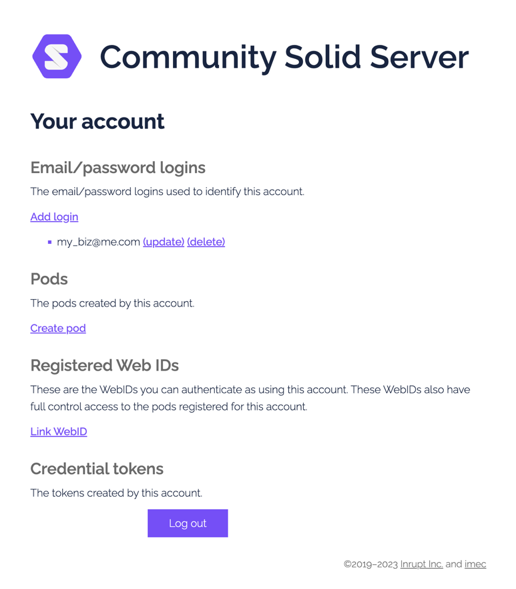 Community Solid Server
Your account
Email/password logins
The email/password logins used to identify this account.
Add login
my_biz@me.com (update) (delete)
Pods
The pods created by this account.
Create pod
Registered Web IDs
These are the WebIDs you can authenticate as using this account. These WebIDs also have
full control access to the pods registered for this account.
Link WebID
Credential tokens
The tokens created by this account.
Log out
©2019–2023 Inrupt Inc. and imec